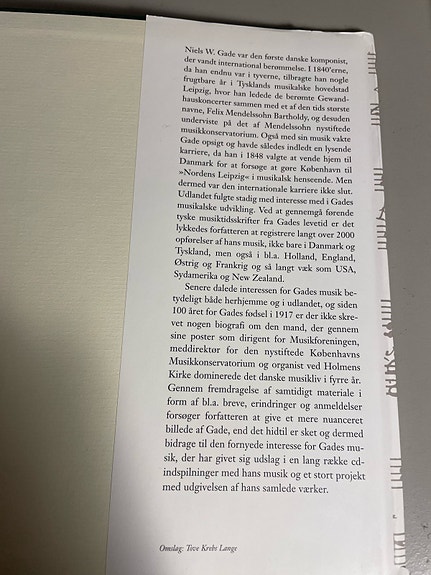 Niels W. Gade var den første danske komponist,
der vandt international berømmelse. I 1840'erne,
da han endnu var i tyverne, tilbragte han nogle
frugtbare år i Tysklands musikalske hovedstad
Leipzig, hvor han ledede de berømte Gewand-
hauskoncerter sammen med et af den tids største
navne, Felix Mendelssohn Bartholdy, og desuden
underviste på det af Mendelssohn nystiftede
musikkonservatorium. Også med sin musik vakte
Gade opsigt og havde således indledt en lysende
karriere, da han i 1848 valgte at vende hjem til
Danmark for at forsøge at gøre København til
»Nordens Leipzig« i musikalsk henseende. Men
dermed var den internationale karriere ikke slut.
Udlandet fulgte stadig med interesse med i Gades
musikalske udvikling. Ved at gennemgå førende
tyske musiktidsskrifter fra Gades levetid er det
lykkedes forfatteren at registrere langt over 2000
opførelser af hans musik, ikke bare i Danmark og
Tyskland, men også i bl.a. Holland, England,
Østrig og Frankrig og så langt væk som USA,
Sydamerika og New Zealand.
Senere dalede interessen for Gades musik be-
tydeligt både herhjemme og i udlandet, og siden
100 året for Gades fødsel i 1917 er der ikke skre-
vet nogen biografi om den mand, der gennem
sine poster som dirigent for Musikforeningen,
meddirektør for den nystiftede Københavns
Musikkonservatorium og organist ved Holmens
Kirke dominerede det danske musikliv i fyrre år.
Gennem fremdragelse af samtidigt materiale i
form af bl.a. breve, erindringer og anmeldelser
forsøger forfatteren at give et mere nuanceret
billede af Gade, end det hidtil er sket og dermed
bidrage til den fornyede interesse for Gades mu-
sik, der har givet sig udslag i en lang række cd-
indspilninger med hans musik og et stort projekt
med udgivelsen af hans samlede værker.
Omslag: Tove Krebs Lange